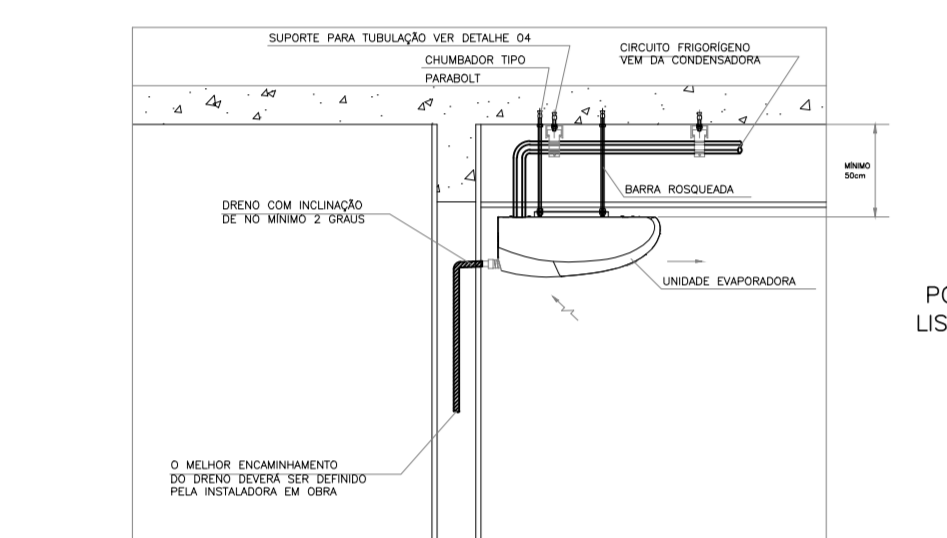 SUPORTE PARA TUBULAÇÃO VER DETALHE 04
CHUMBADOR TIPO
PARABOLT
CIRCUITO FRIGORÍGENO
VEM DA CONDENSADORA
MÍNIMO
50cm
BARRA ROSQUEADA
DRENO COM INCLINAÇÃO
DE NO MÍNIMO 2 GRAUS
UNIDADE EVAPORADORA
O MELHOR ENCAMINHAMENTO
DO DRENO DEVERÁ SER DEFINIDO
PELA INSTALADORA EM OBRA